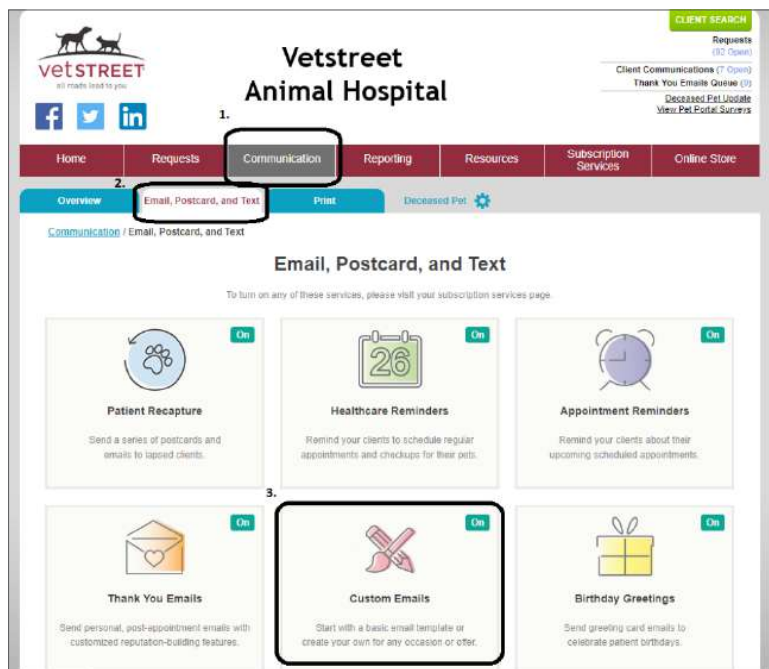 CLIENT SEARCH
Requests
(92 Open)
Client Communications (7 Open)
Thank You Emails Queue (0)
Deceased Pet Update
View Pet Portal Surveys
vetSTREET
all roads lead to you
Vetstreet
Animal Hospital
1.
Home Requests Communication Reporting Resources Subscription Services Online Store
2.
Overview Email, Postcard, and Text Print Deceased Pet
Communication / Email, Postcard, and Text
Email, Postcard, and Text
To turn on any of these services, please visit your subscription services page.
On
Patient Recapture
Send a series of postcards and
emails to lapsed clients.
On
26
Healthcare Reminders
Remind your clients to schedule regular
appointments and checkups for their pets.
On
Appointment Reminders
Remind your clients about their
upcoming scheduled appointments.
On
Thank You Emails
Send personal, post-appointment emails with
customized reputation-building features.
3.
On
Custom Emails
Start with a basic email template or
create your own for any occasion or offer.
On
Birthday Greetings
Send greeting card emails to
celebrate patient birthdays.